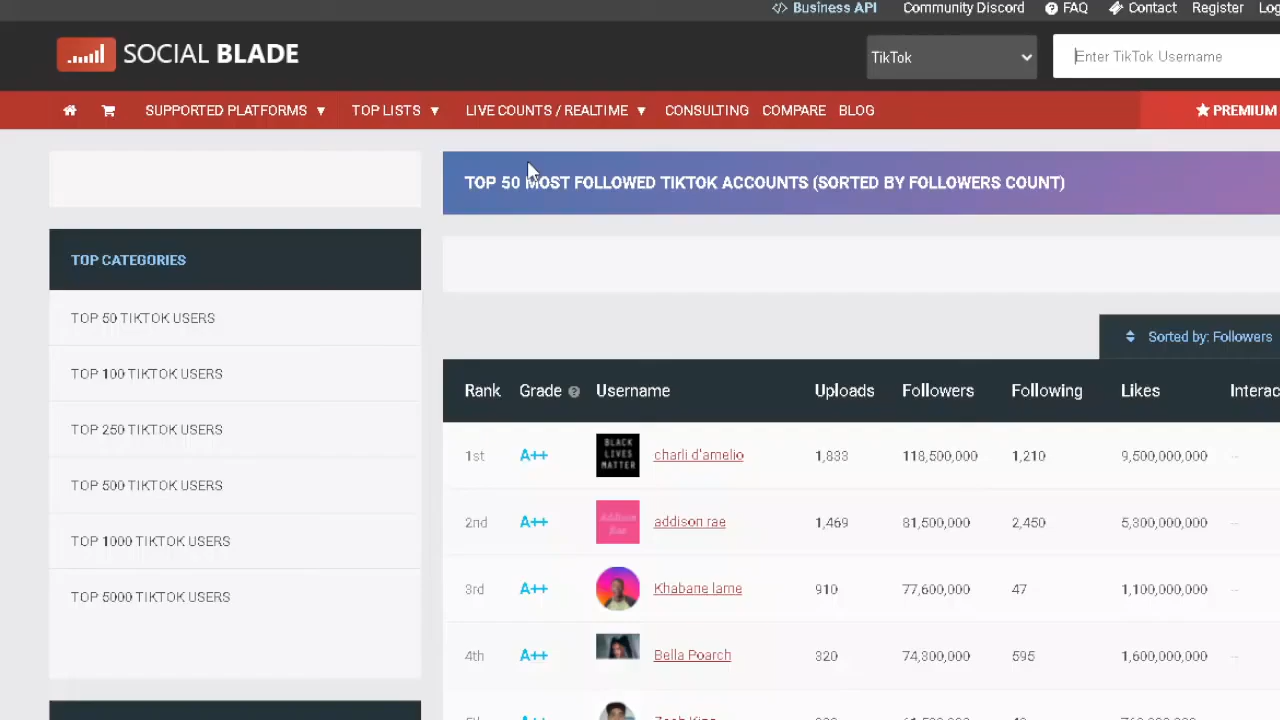 Business API Community Discord FAQ Contact Register Log
SOCIAL BLADE TikTok Enter TikTok Username
SUPPORTED PLATFORMS ▼ TOP LISTS ▼ LIVE COUNTS / REALTIME ▼ CONSULTING COMPARE BLOG PREMIUM
TOP 50 MOST FOLLOWED TIKTOK ACCOUNTS (SORTED BY FOLLOWERS COUNT)
TOP CATEGORIES
TOP 50 TIKTOK USERS
TOP 100 TIKTOK USERS
TOP 250 TIKTOK USERS
TOP 500 TIKTOK USERS
TOP 1000 TIKTOK USERS
TOP 5000 TIKTOK USERS
Sorted by: Followers
Rank Grade Username Uploads Followers Following Likes Interac
1st A++ BLACK LIVES MATTER charli d'amelio 1,833 118,500,000 1,210 9,500,000,000 --
2nd A++ Addison Rae addison rae 1,469 81,500,000 2,450 5,300,000,000 --
3rd A++ Khabane lame 910 77,600,000 47 1,100,000,000 --
4th A++ Bella Poarch 320 74,300,000 595 1,600,000,000 --